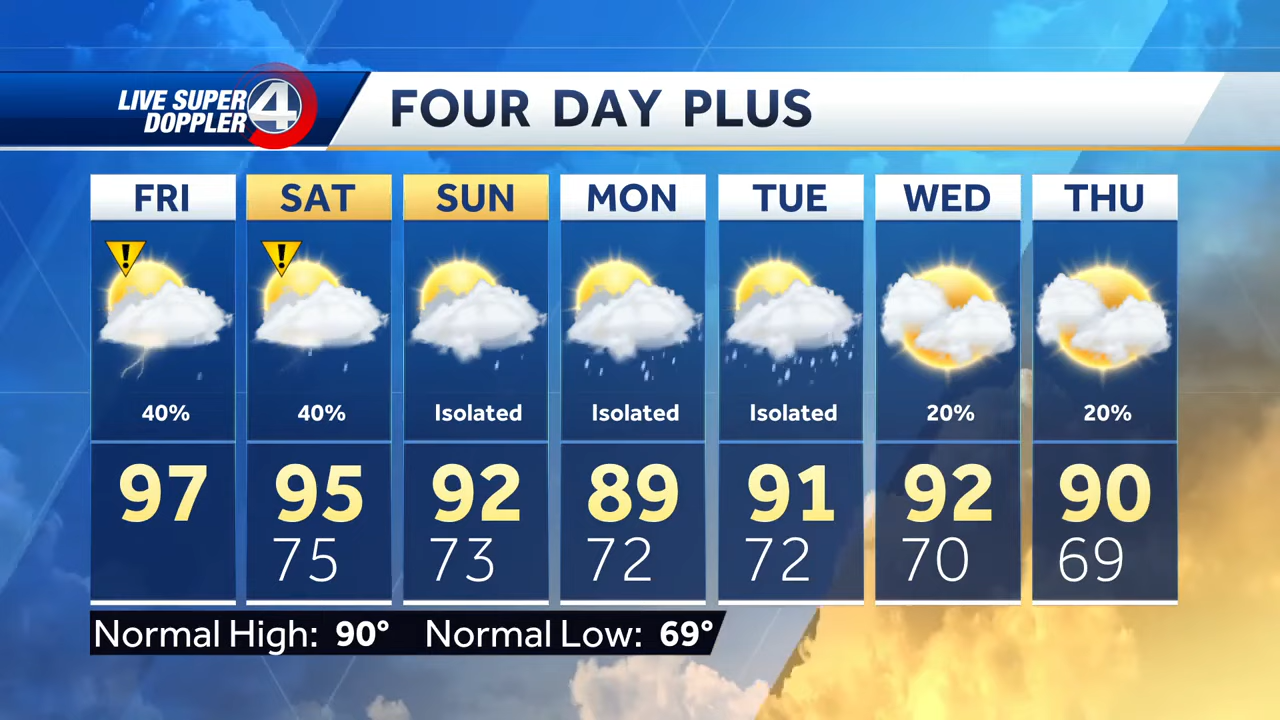 LIVE SUPER
DOPPLER
4
FOUR DAY PLUS
FRI SAT SUN MON TUE WED THU
! !
40% 40% Isolated Isolated Isolated 20% 20%
97 95 92 89 91 92 90
75 73 72 72 70 69
Normal High: 90° Normal Low: 69°